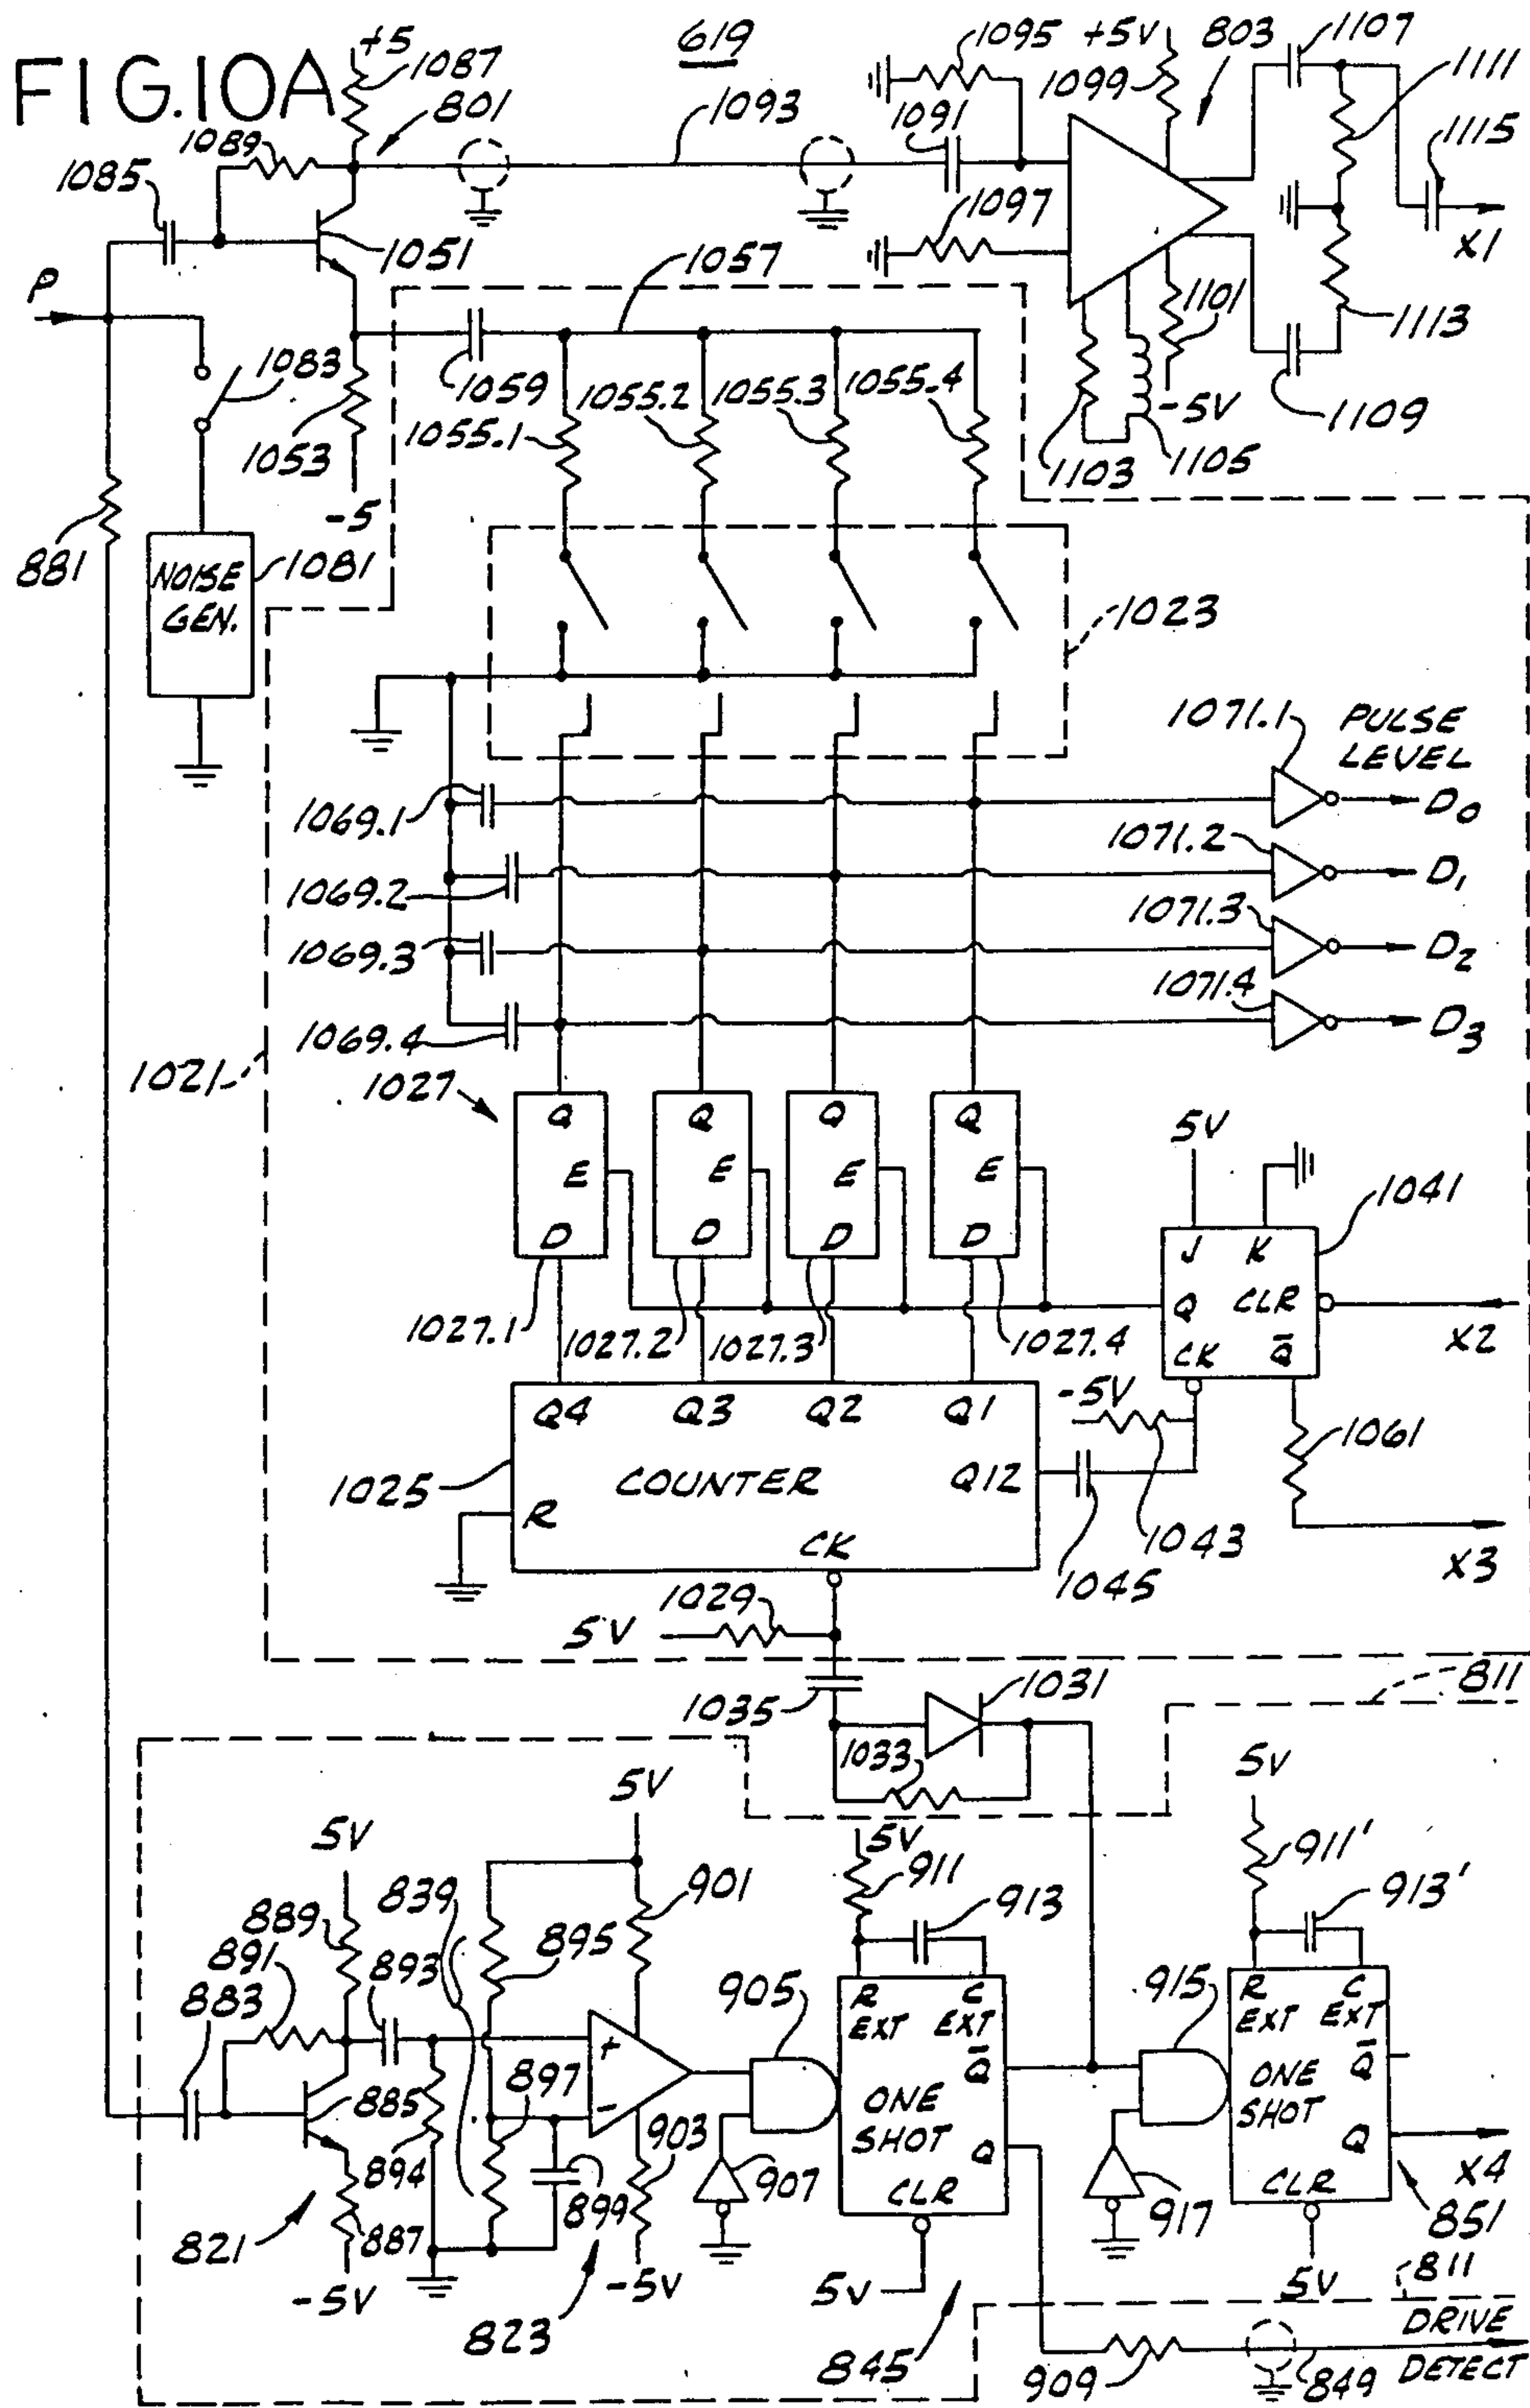 FIG.10A
619
+5
1087
801
1089
1085
1093
1095
+5V
803
1107
1099
1091
1111
1115
1097
1051
X1
P
1057
1101
1113
1083
1059
1055.1
1055.2
1055.3
1055.4
-5V
1109
1053
1103
1105
-5
881
NOISE
GEN.
1081
1023
1071.1
PULSE
LEVEL
1069.1
D0
1071.2
1069.2
D1
1071.3
1069.3
D2
1071.4
1069.4
D3
1021
1027
Q Q Q Q
E E E E
D D D D
5V
1041
J K
Q CLR
CK Q̅
1027.1
1027.2
1027.3
1027.4
X2
-5V
Q4 Q3 Q2 Q1
1061
1025
COUNTER
Q12
R
CK
1043
1045
X3
1029
5V
811
1035
1031
1033
5V
5V
5V
5V
911
911'
839
901
889
895
913
913'
891
893
883
905
915
R C
EXT EXT
Q̅
R C
EXT EXT
Q̅
+
-
885
897
ONE
SHOT
Q
ONE
SHOT
Q
894
903
X4
899
907
CLR
917
CLR
821
887
851
-5V
823
-5V
5V
5V
811
845
909
849
DRIVE
DETECT